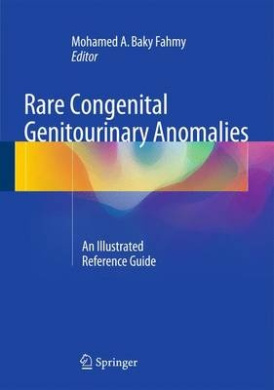 Mohamed A. Baky Fahmy
Editor
Rare Congenital
Genitourinary Anomalies
An Illustrated
Reference Guide
Springer